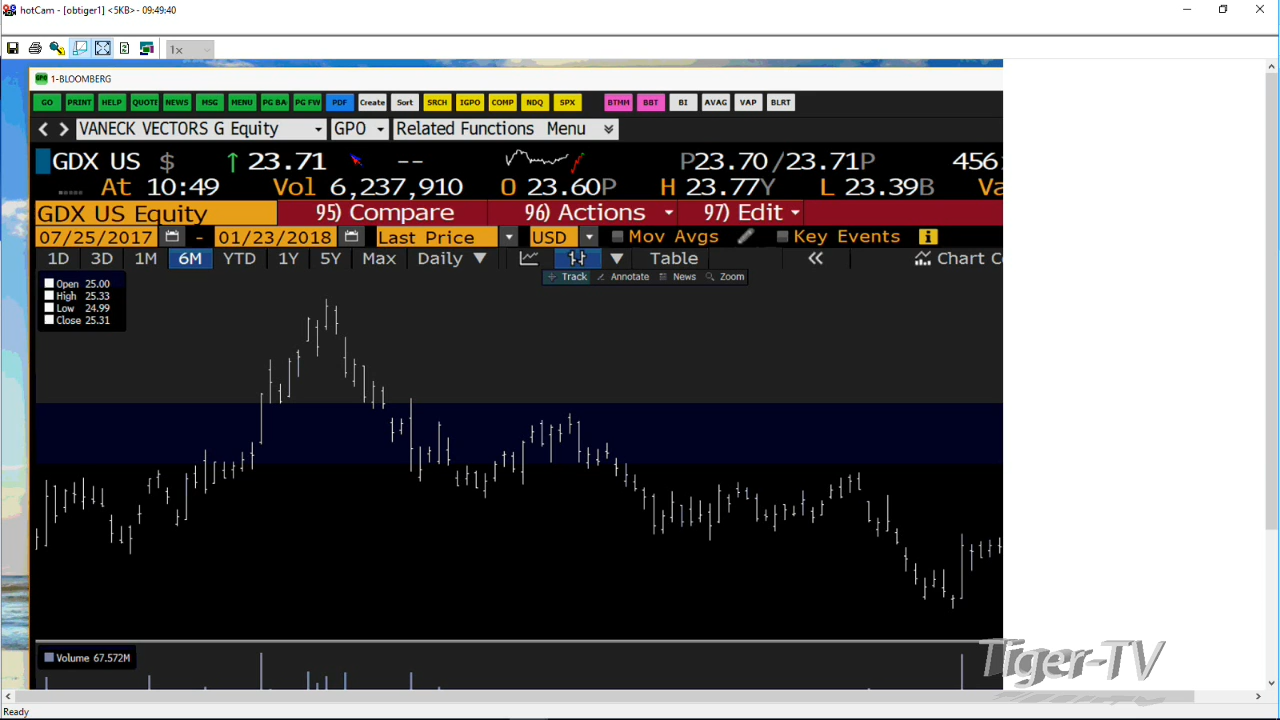 hotCam - [obtiger1] <5KB> - 09:49:40
1x
1-BLOOMBERG
GO PRINT HELP QUOTE NEWS MSG MENU PG BA PG FW PDF Create Sort SRCH IGPO COMP NDQ SPX BTMM BBT BI AVAG VAP BLRT
VANECK VECTORS G Equity GPO Related Functions Menu
GDX US $ ↑ 23.71 -- P23.70 /23.71P 456
At 10:49 Vol 6,237,910 O 23.60P H 23.77Y L 23.39B Va
GDX US Equity 95) Compare 96) Actions 97) Edit
07/25/2017 - 01/23/2018 Last Price USD Mov Avgs Key Events
1D 3D 1M 6M YTD 1Y 5Y Max Daily ▼ Table « Chart C
Track Annotate News Zoom
Open 25.00
High 25.33
Low 24.99
Close 25.31
Volume 67.572M
Tiger-TV
Ready